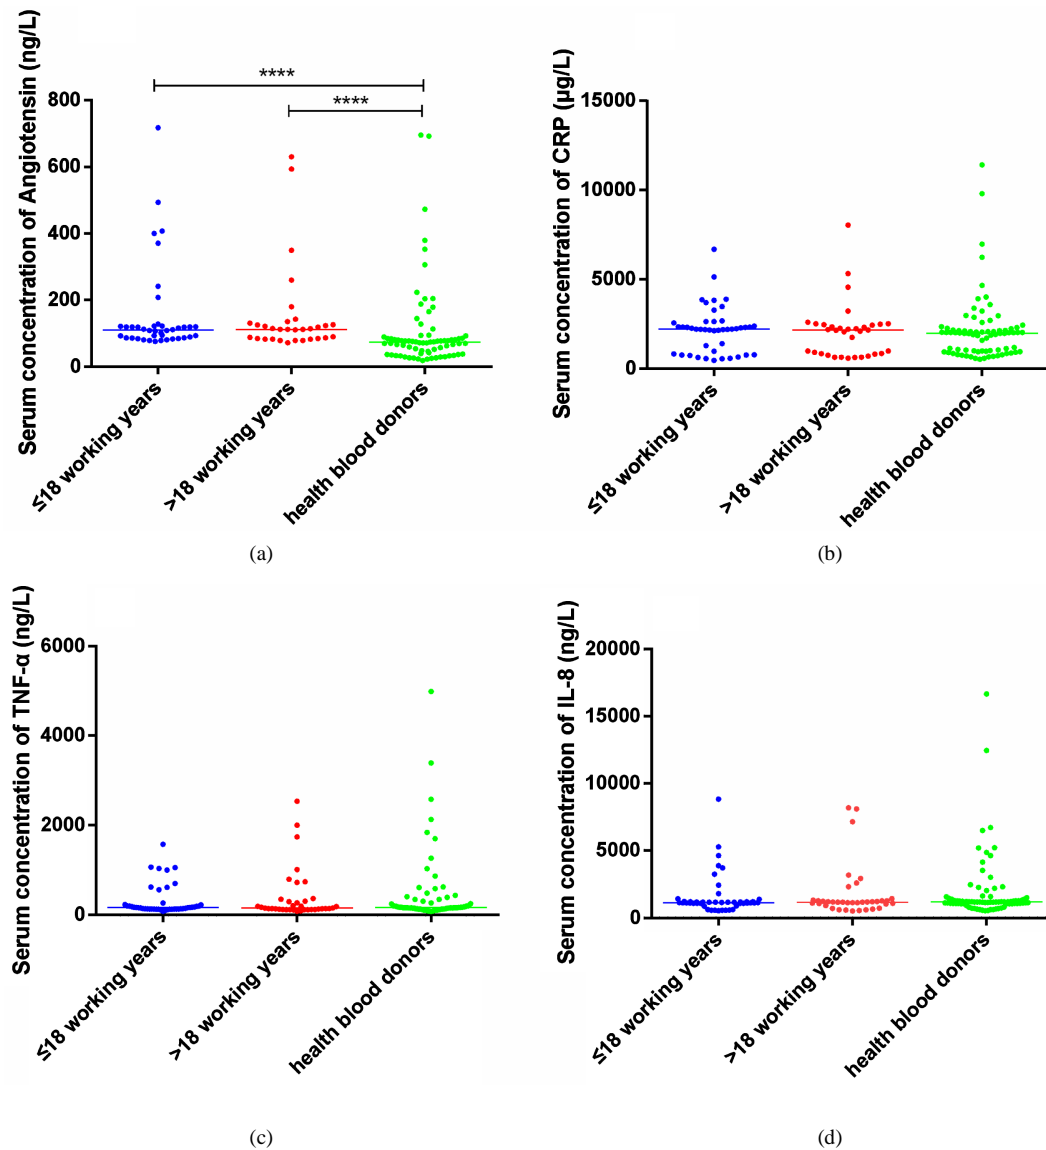 Serum concentration of Angiotensin (ng/L)
****
****
800
600
400
200
0
≤18 working years
>18 working years
health blood donors
(a)
Serum concentration of CRP (µg/L)
15000
10000
5000
0
≤18 working years
>18 working years
health blood donors
(b)
Serum concentration of TNF-α (ng/L)
6000
4000
2000
0
≤18 working years
>18 working years
health blood donors
(c)
Serum concentration of IL-8 (ng/L)
20000
15000
10000
5000
0
≤18 working years
>18 working years
health blood donors
(d)